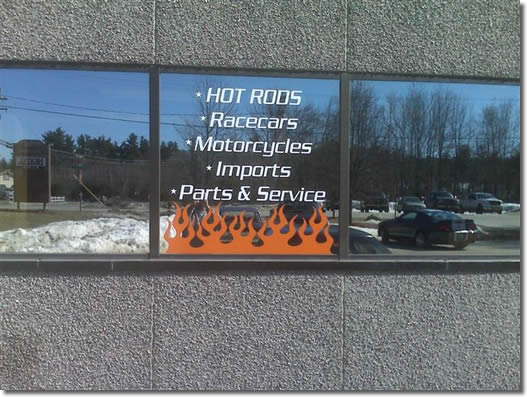 * HOT RODS
* Racecars
* Motorcycles
* Imports
* Parts & Service